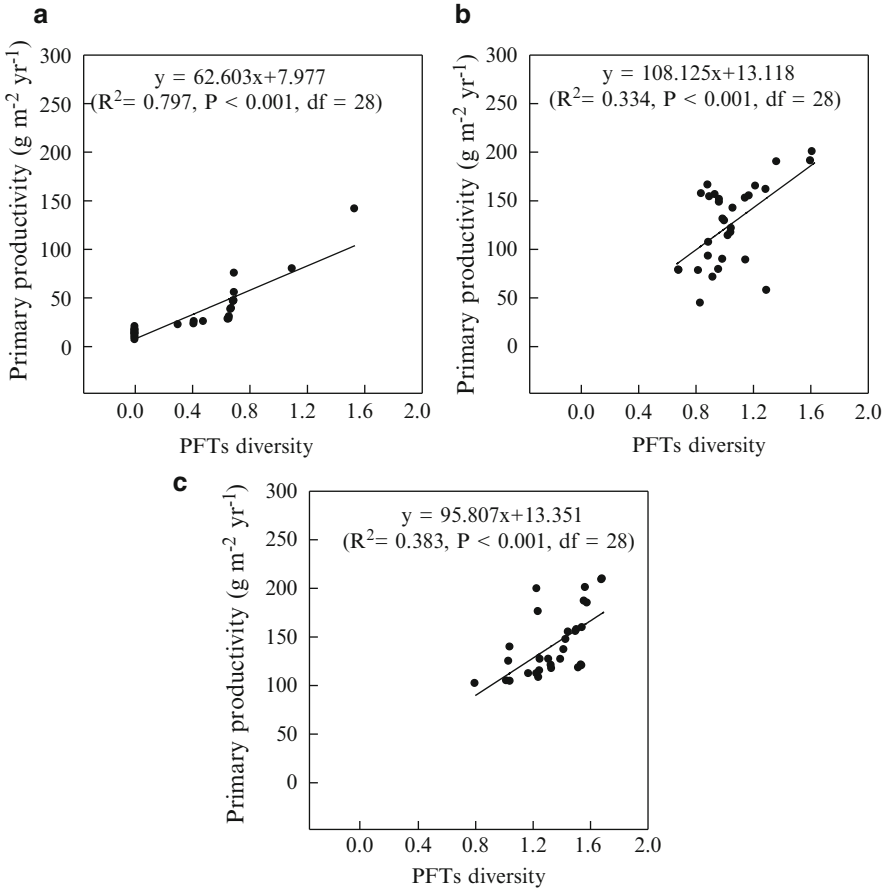 a
y = 62.603x+7.977
(R2= 0.797, P < 0.001, df = 28)
Primary productivity (g m-2 yr-1)
300
250
200
150
100
50
0
0.0 0.4 0.8 1.2 1.6 2.0
PFTs diversity
b
y = 108.125x+13.118
(R2= 0.334, P < 0.001, df = 28)
Primary productivity (g m-2 yr-1)
300
250
200
150
100
50
0
0.0 0.4 0.8 1.2 1.6 2.0
PFTs diversity
c
y = 95.807x+13.351
(R2= 0.383, P < 0.001, df = 28)
Primary productivity (g m-2 yr-1)
300
250
200
150
100
50
0
0.0 0.4 0.8 1.2 1.6 2.0
PFTs diversity